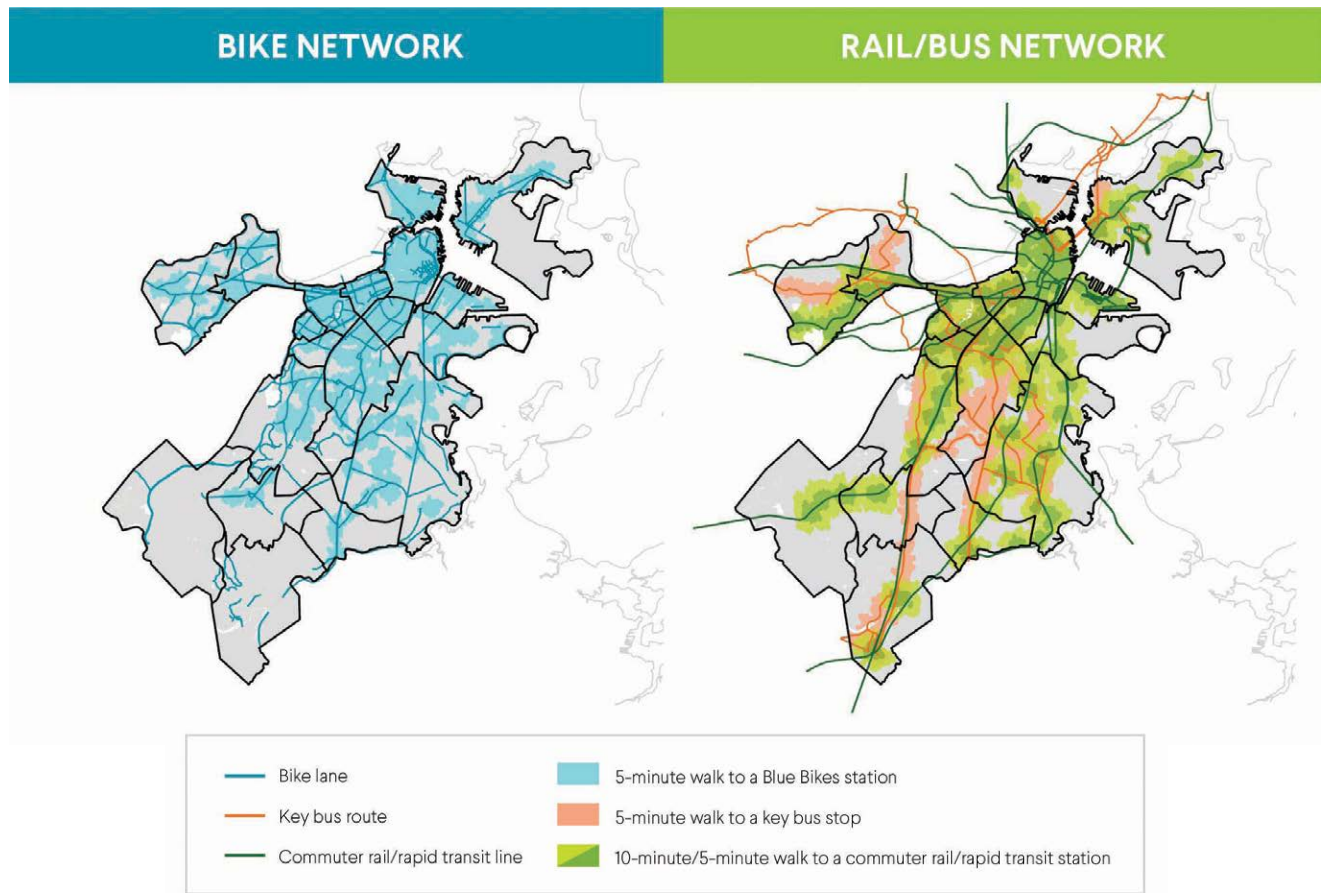 BIKE NETWORK
RAIL/BUS NETWORK
Bike lane
Key bus route
Commuter rail/rapid transit line
5-minute walk to a Blue Bikes station
5-minute walk to a key bus stop
10-minute/5-minute walk to a commuter rail/rapid transit station